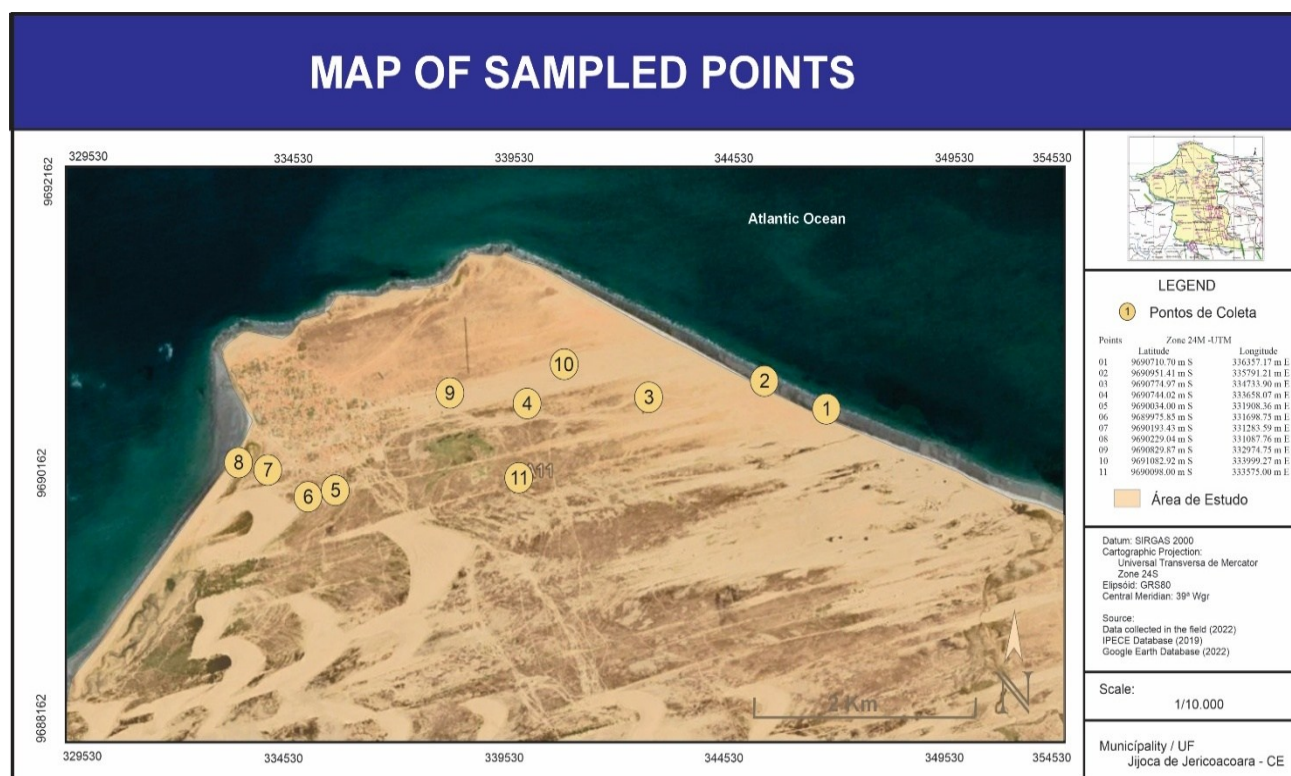 MAP OF SAMPLED POINTS
329530 334530 339530 344530 349530 354530
9692162
9690162
9688162
Atlantic Ocean
10
9
4
3
2
1
8
7
6
5
11
A11
2 Km
N
329530 334530 339530 344530 349530 354530
LEGEND
1 Pontos de Coleta
Points Zone 24M -UTM
Latitude Longitude
01 9690710.70 m S 336357.17 m E
02 9690951.41 m S 335791.21 m E
03 9690774.97 m S 334733.90 m E
04 9690744.02 m S 333658.07 m E
05 9690034.00 m S 331908.36 m E
06 9689975.85 m S 331698.75 m E
07 9690193.43 m S 331283.59 m E
08 9690229.04 m S 331087.76 m E
09 9690829.87 m S 332974.75 m E
10 9691082.92 m S 333999.27 m E
11 9690098.00 m S 333575.00 m E
Área de Estudo
Datum: SIRGAS 2000
Cartographic Projection:
Universal Transversa de Mercator
Zone 24S
Elipsóid: GRS80
Central Meridian: 39ª Wgr
Source:
Data collected in the field (2022)
IPECE Database (2019)
Google Earth Database (2022)
Scale:
1/10.000
Municípality / UF
Jijoca de Jericoacoara - CE